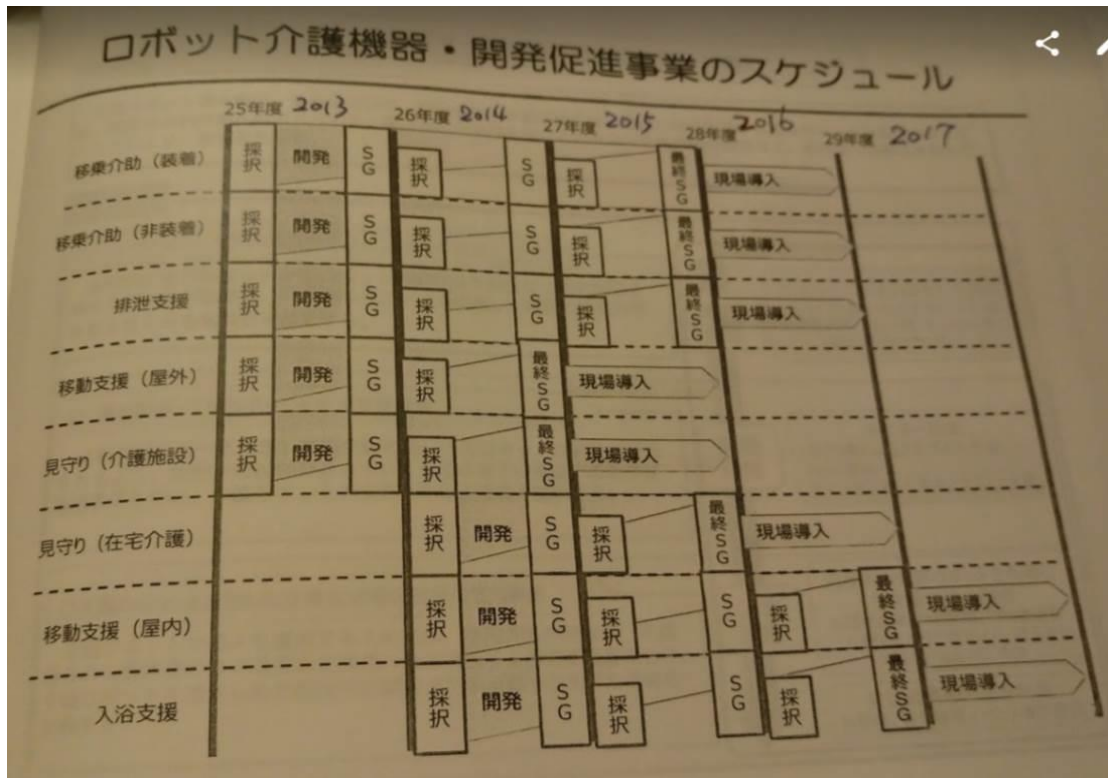 ロボット介護機器・開発促進事業のスケジュール
25年度 2013 26年度 2014 27年度 2015 28年度 2016 29年度 2017
移乗介助（装着） 採択 開発 SG 採択 SG 採択 最終SG 現場導入
移乗介助（非装着） 採択 開発 SG 採択 SG 採択 最終SG 現場導入
排泄支援 採択 開発 SG 採択 SG 採択 最終SG 現場導入
移動支援（屋外） 採択 開発 SG 採択 最終SG 現場導入
見守り（介護施設） 採択 開発 SG 採択 最終SG 現場導入
見守り（在宅介護） 採択 開発 SG 採択 最終SG 現場導入
移動支援（屋内） 採択 開発 SG 採択 SG 採択 最終SG 現場導入
入浴支援 採択 開発 SG 採択 SG 採択 最終SG 現場導入